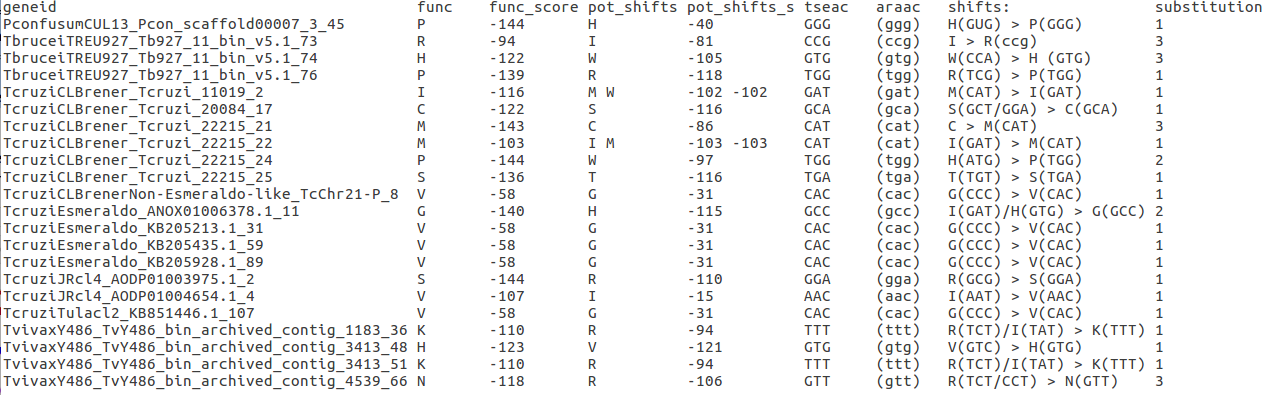 geneid func func_score pot_shifts pot_shifts_s tseac araac shifts: substitution
PconfusumCUL13_Pcon_scaffold00007_3_45 P -144 H -40 GGG (ggg) H(GUG) > P(GGG) 1
TbruceiTREU927_Tb927_11_bin_v5.1_73 R -94 I -81 CCG (ccg) I > R(ccg) 3
TbruceiTREU927_Tb927_11_bin_v5.1_74 H -122 W -105 GTG (gtg) W(CCA) > H (GTG) 3
TbruceiTREU927_Tb927_11_bin_v5.1_76 P -139 R -118 TGG (tgg) R(TCG) > P(TGG) 1
TcruziCLBrener_Tcruzi_11019_2 I -116 M W -102 -102 GAT (gat) M(CAT) > I(GAT) 1
TcruziCLBrener_Tcruzi_20084_17 C -122 S -116 GCA (gca) S(GCT/GGA) > C(GCA) 1
TcruziCLBrener_Tcruzi_22215_21 M -143 C -86 CAT (cat) C > M(CAT) 3
TcruziCLBrener_Tcruzi_22215_22 M -103 I M -103 -103 CAT (cat) I(GAT) > M(CAT) 1
TcruziCLBrener_Tcruzi_22215_24 P -144 W -97 TGG (tgg) H(ATG) > P(TGG) 2
TcruziCLBrener_Tcruzi_22215_25 S -136 T -116 TGA (tga) T(TGT) > S(TGA) 1
TcruziCLBrenerNon-Esmeraldo-like_TcChr21-P_8 V -58 G -31 CAC (cac) G(CCC) > V(CAC) 1
TcruziEsmeraldo_ANOX01006378.1_11 G -140 H -115 GCC (gcc) I(GAT)/H(GTG) > G(GCC) 2
TcruziEsmeraldo_KB205213.1_31 V -58 G -31 CAC (cac) G(CCC) > V(CAC) 1
TcruziEsmeraldo_KB205435.1_59 V -58 G -31 CAC (cac) G(CCC) > V(CAC) 1
TcruziEsmeraldo_KB205928.1_89 V -58 G -31 CAC (cac) G(CCC) > V(CAC) 1
TcruziJRcl4_AODP01003975.1_2 S -144 R -110 GGA (gga) R(GCG) > S(GGA) 1
TcruziJRcl4_AODP01004654.1_4 V -107 I -15 AAC (aac) I(AAT) > V(AAC) 1
TcruziTulacl2_KB851446.1_107 V -58 G -31 CAC (cac) G(CCC) > V(CAC) 1
TvivaxY486_TvY486_bin_archived_contig_1183_36 K -110 R -94 TTT (ttt) R(TCT)/I(TAT) > K(TTT) 1
TvivaxY486_TvY486_bin_archived_contig_3413_48 H -123 V -121 GTG (gtg) V(GTC) > H(GTG) 1
TvivaxY486_TvY486_bin_archived_contig_3413_51 K -110 R -94 TTT (ttt) R(TCT)/I(TAT) > K(TTT) 1
TvivaxY486_TvY486_bin_archived_contig_4539_66 N -118 R -106 GTT (gtt) R(TCT/CCT) > N(GTT) 3